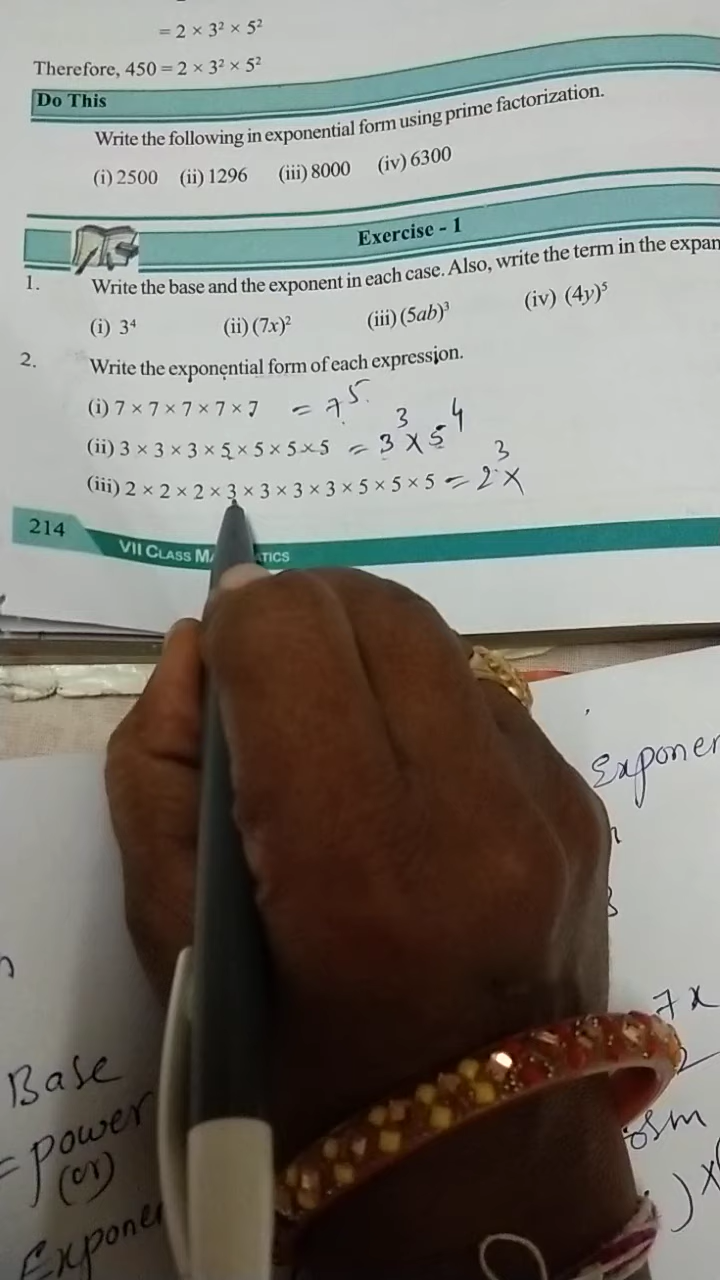 = 2 × 3² × 5²
Therefore, 450 = 2 × 3² × 5²
Do This
Write the following in exponential form using prime factorization.
(i) 2500 (ii) 1296 (iii) 8000 (iv) 6300
Exercise - 1
1. Write the base and the exponent in each case. Also, write the term in the expan
(i) 3⁴ (ii) (7x)² (iii) (5ab)³ (iv) (4y)⁵
2. Write the exponential form of each expression.
(i) 7 × 7 × 7 × 7 × 7 = 7⁵
(ii) 3 × 3 × 3 × 5 × 5 × 5 × 5 = 3³ × 5⁴
(iii) 2 × 2 × 2 × 3 × 3 × 3 × 3 × 5 × 5 × 5 = 2³ ×
214 VII CLASS MA TICS
Exponen
7x
2
Base
= power
(or)
Exponen
) x